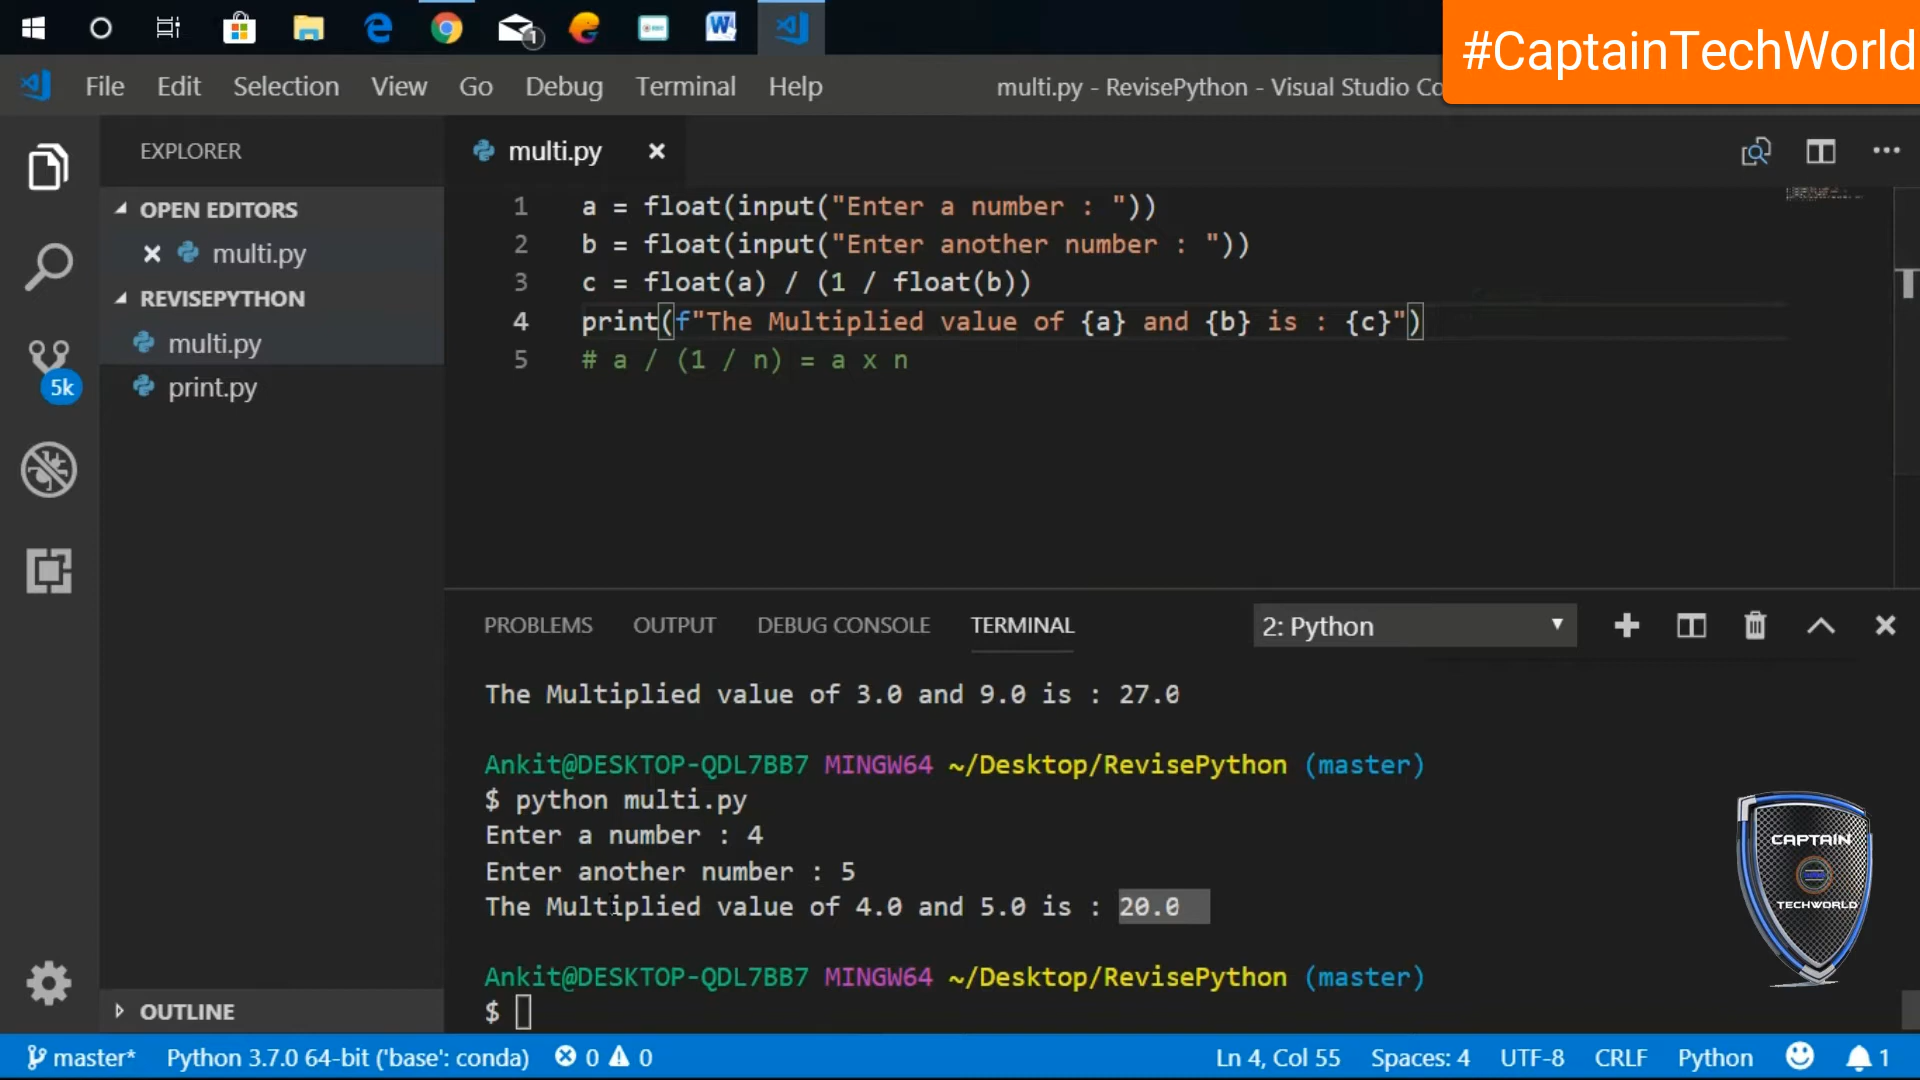 1
#CaptainTechWorld
File Edit Selection View Go Debug Terminal Help
multi.py - RevisePython - Visual Studio Co
EXPLORER
OPEN EDITORS
multi.py
REVISEPYTHON
multi.py
print.py
5k
OUTLINE
multi.py
1 a = float(input("Enter a number : "))
2 b = float(input("Enter another number : "))
3 c = float(a) / (1 / float(b))
4 print(f"The Multiplied value of {a} and {b} is : {c}")
5 # a / (1 / n) = a x n
PROBLEMS OUTPUT DEBUG CONSOLE TERMINAL 2: Python
The Multiplied value of 3.0 and 9.0 is : 27.0
Ankit@DESKTOP-QDL7BB7 MINGW64 ~/Desktop/RevisePython (master)
$ python multi.py
Enter a number : 4
Enter another number : 5
The Multiplied value of 4.0 and 5.0 is : 20.0
Ankit@DESKTOP-QDL7BB7 MINGW64 ~/Desktop/RevisePython (master)
$
CAPTAIN
TECHWORLD
master* Python 3.7.0 64-bit ('base': conda) 0 0 Ln 4, Col 55 Spaces: 4 UTF-8 CRLF Python 1